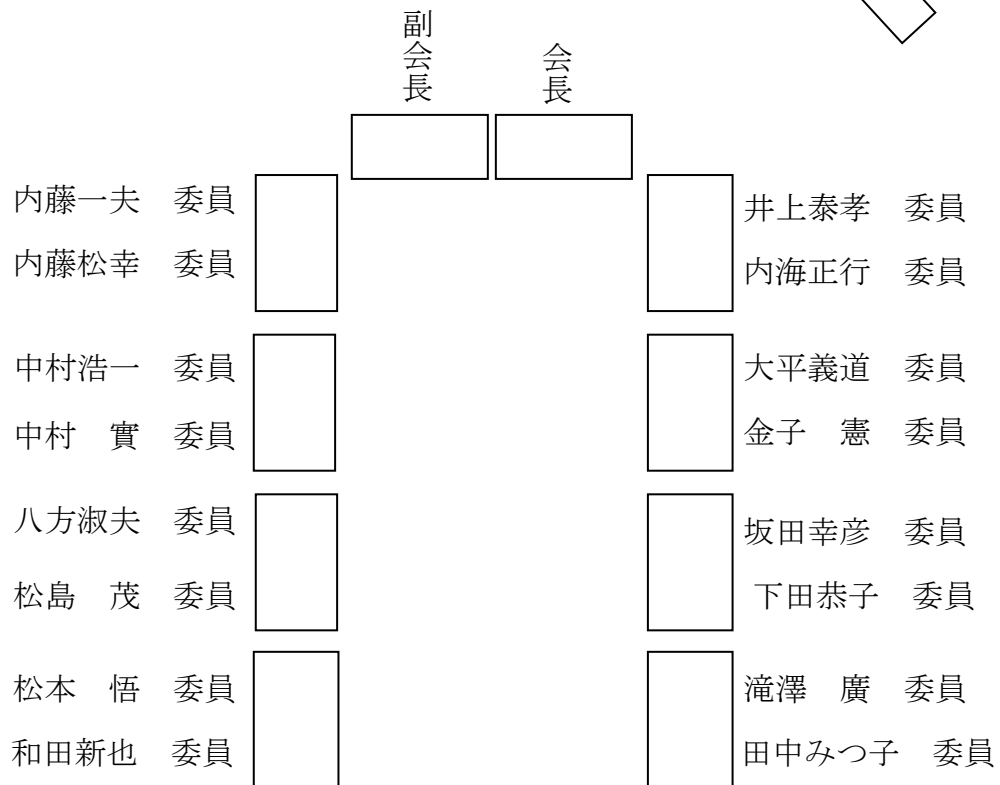 副会長
会長
内藤一夫　委員
内藤松幸　委員
中村浩一　委員
中村　實　委員
八方淑夫　委員
松島　茂　委員
松本　悟　委員
和田新也　委員
井上泰孝　委員
内海正行　委員
大平義道　委員
金子　憲　委員
坂田幸彦　委員
下田恭子　委員
滝澤　廣　委員
田中みつ子　委員